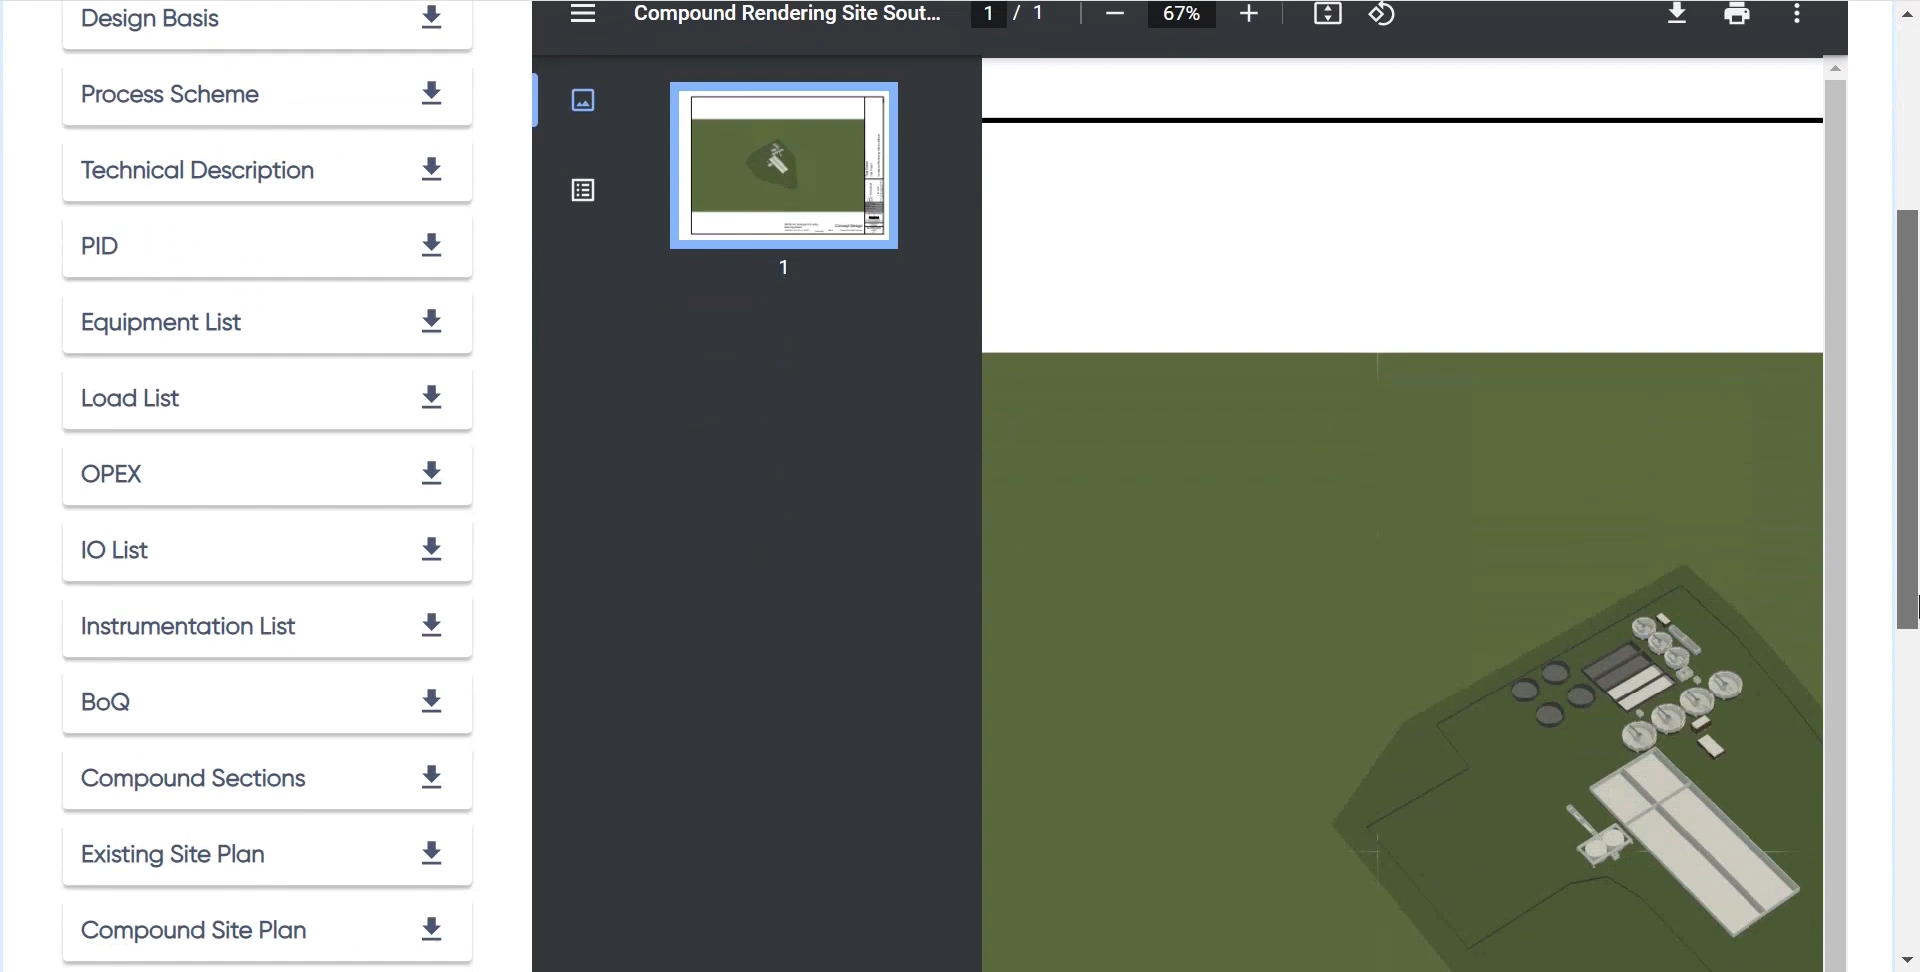 Design Basis
Process Scheme
Technical Description
PID
Equipment List
Load List
OPEX
IO List
Instrumentation List
BoQ
Compound Sections
Existing Site Plan
Compound Site Plan
Compound Rendering Site Sout...
1 / 1
67%
1